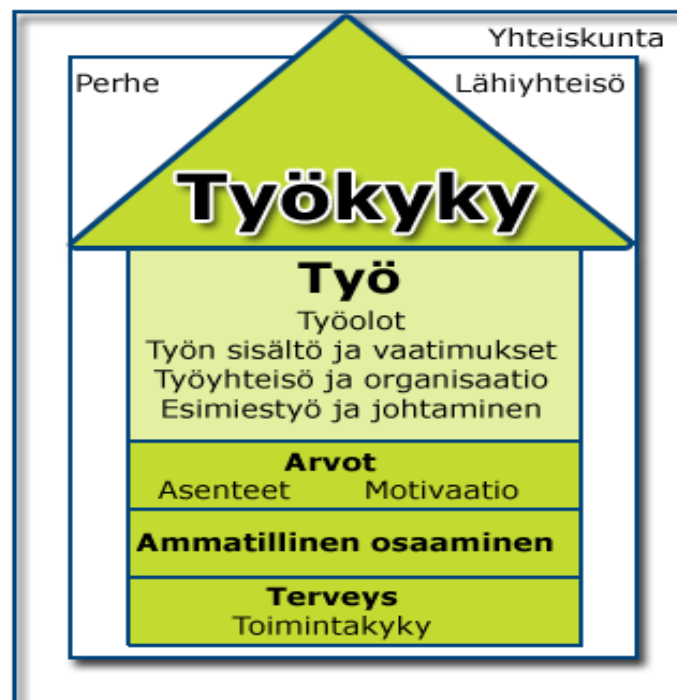 Yhteiskunta
Perhe
Lähiyhteisö
Työkyky
Työ
Työolot
Työn sisältö ja vaatimukset
Työyhteisö ja organisaatio
Esimiestyö ja johtaminen
Arvot
Asenteet Motivaatio
Ammatillinen osaaminen
Terveys
Toimintakyky